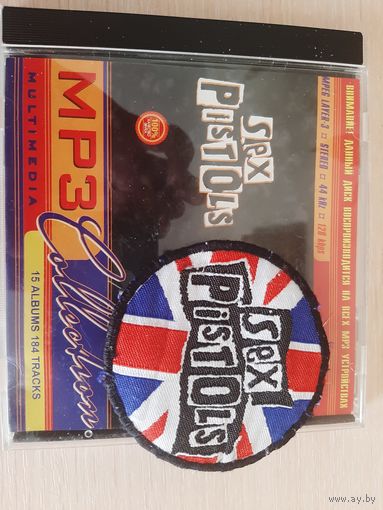 ВНИМАНИЕ! ДАННЫЙ ДИСК ВОСПРОИЗВОДИТСЯ НА ВСЕХ MP3 УСТРОЙСТВАХ
MPEG LAYER 3 □ STEREO □ 44 kHz □ 128 kbps
SEX
PISTOLS
100%
MP3
Collection
MULTIMEDIA
15 ALBUMS 184 TRACKS
SEX
PISTOLS
www.ay.by